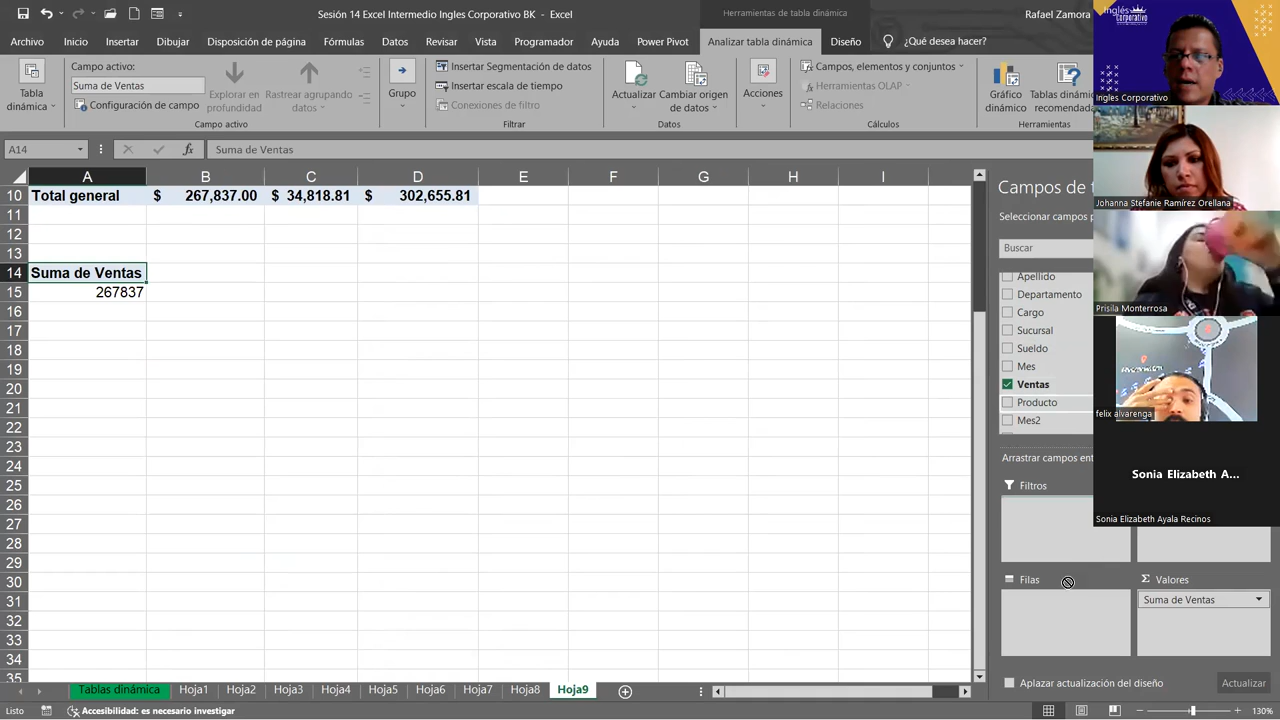 Sesión 14 Excel Intermedio Ingles Corporativo BK - Excel
Herramientas de tabla dinámica
Rafael Zamora
Archivo
Inicio
Insertar
Dibujar
Disposición de página
Fórmulas
Datos
Revisar
Vista
Programador
Ayuda
Power Pivot
Analizar tabla dinámica
Diseño
¿Qué desea hacer?
Tabla dinámica
Campo activo:
Suma de Ventas
Configuración de campo
Explorar en profundidad
Rastrear agrupando datos
Campo activo
Grupo
Insertar Segmentación de datos
Insertar escala de tiempo
Conexiones de filtro
Filtrar
Actualizar
Cambiar origen de datos
Datos
Acciones
Campos, elementos y conjuntos
Herramientas OLAP
Relaciones
Cálculos
Gráfico dinámico
Tablas dinámi
recomenda
Herramientas
A14
fx
Suma de Ventas
A B C D E F G H I
10 Total general $ 267,837.00 $ 34,818.81 $ 302,655.81
11
12
13
14 Suma de Ventas
15 267837
16
17
18
19
20
21
22
23
24
25
26
27
28
29
30
31
32
33
34
35
Campos de t
Seleccionar campos p
Buscar
Apellido
Departamento
Cargo
Sucursal
Sueldo
Mes
Ventas
Producto
Mes2
Arrastrar campos ent
Filtros
Filas
Σ Valores
Suma de Ventas
Aplazar actualización del diseño
Actualizar
Inglés
Corporativo
Ingles Corporativo
Johanna Stefanie Ramírez Orellana
Prisila Monterrosa
felix alvarenga
Sonia Elizabeth A...
Sonia Elizabeth Ayala Recinos
Tablas dinámica
Hoja1
Hoja2
Hoja3
Hoja4
Hoja5
Hoja6
Hoja7
Hoja8
Hoja9
Listo
Accesibilidad: es necesario investigar
130%